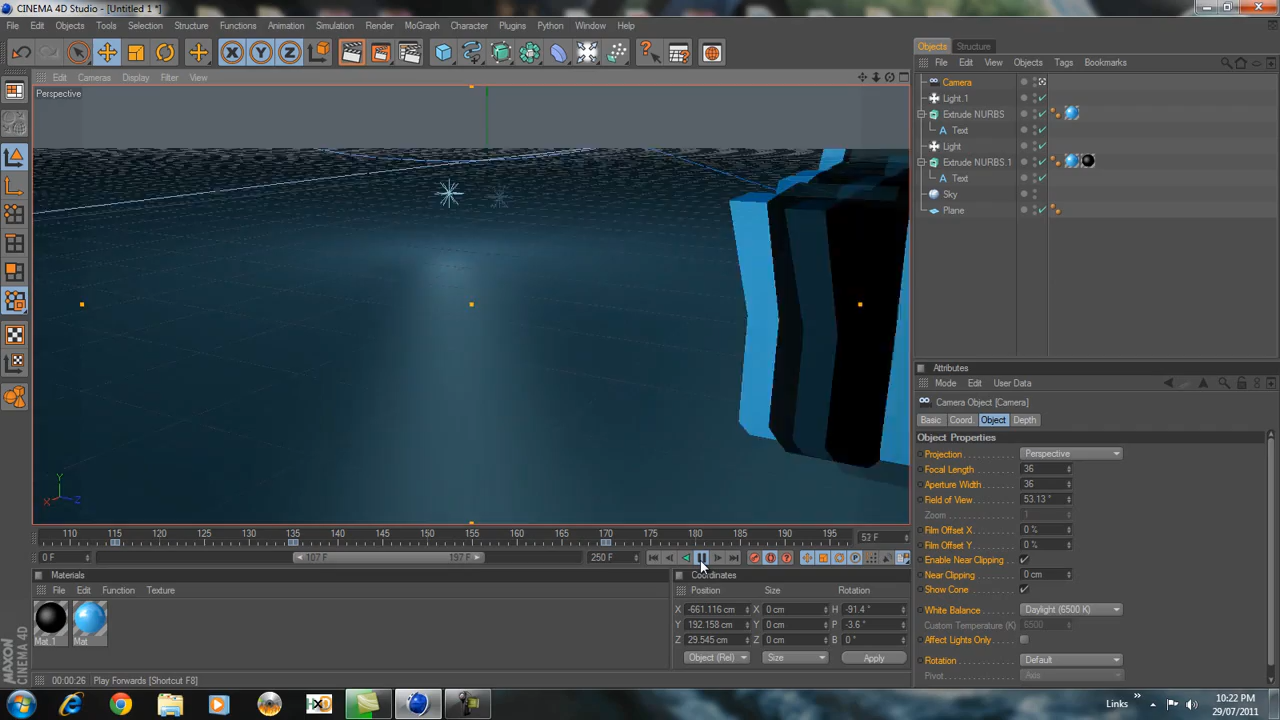 CINEMA 4D Studio - [Untitled 1 *]
File Edit Objects Tools Selection Structure Functions Animation Simulation Render MoGraph Character Plugins Python Window Help
Edit Cameras Display Filter View
Perspective
Y
X Z
110 115 120 125 130 135 140 145 150 155 160 165 170 175 180 185 190 195
0 F 107 F 197 F 250 F
Materials
File Edit Function Texture
Mat.1 Mat
Coordinates
Position Size Rotation
X -661.116 cm X 0 cm H -91.4 °
Y 192.158 cm Y 0 cm P -3.6 °
Z 29.545 cm Z 0 cm B 0 °
Object (Rel) Size Apply
MAXON CINEMA 4D
00:00:26 Play Forwards [Shortcut F8]
Objects Structure
File Edit View Objects Tags Bookmarks
Camera
Light.1
Extrude NURBS
A Text
Light
Extrude NURBS.1
A Text
Sky
Plane
Attributes
Mode Edit User Data
Camera Object [Camera]
Basic Coord. Object Depth
Object Properties
Projection Perspective
Focal Length 36
Aperture Width 36
Field of View 53.13 °
Zoom 1
Film Offset X 0 %
Film Offset Y 0 %
Enable Near Clipping
Near Clipping 0 cm
Show Cone
White Balance Daylight (6500 K)
Custom Temperature (K) 6500
Affect Lights Only
Rotation Default
Pivot Axis
HXD
Links
10:22 PM
29/07/2011